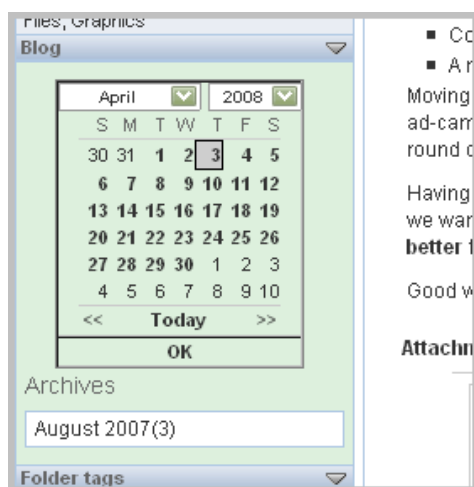 Files, Graphics
Blog
April 2008
S M T W T F S
30 31 1 2 3 4 5
6 7 8 9 10 11 12
13 14 15 16 17 18 19
20 21 22 23 24 25 26
27 28 29 30 1 2 3
4 5 6 7 8 9 10
<< Today >>
OK
Archives
August 2007(3)
Folder tags
Moving
ad-cam
round
Having
we
better
Good
Attachm